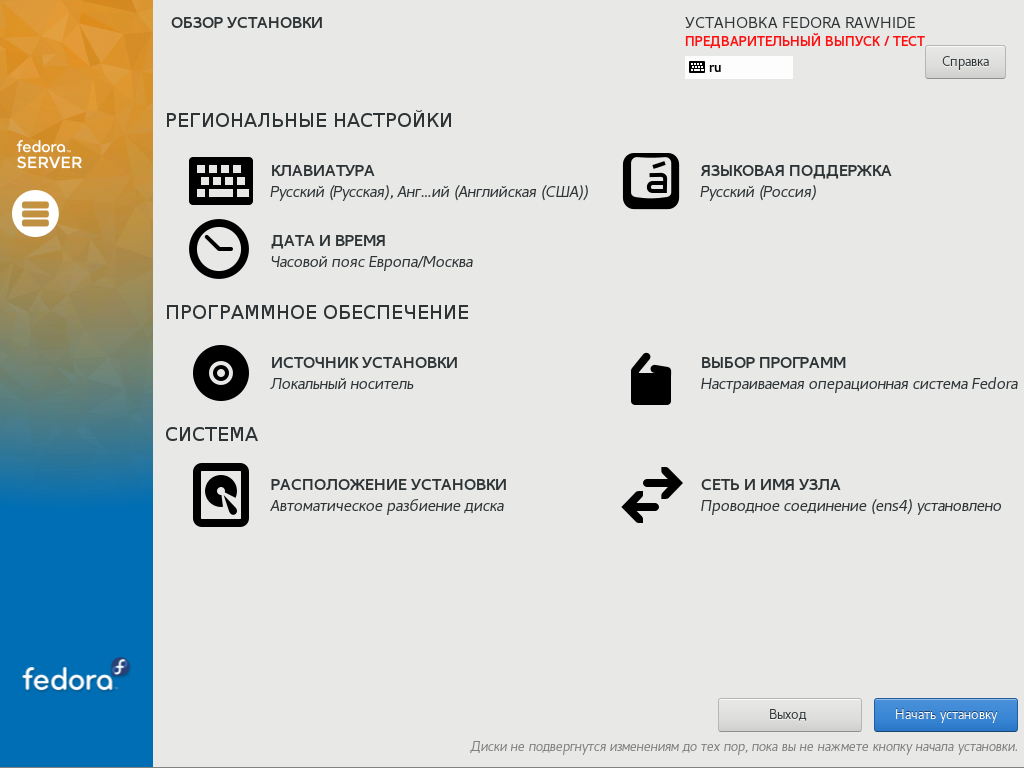 ОБЗОР УСТАНОВКИ
УСТАНОВКА FEDORA RAWHIDE
ПРЕДВАРИТЕЛЬНЫЙ ВЫПУСК / ТЕСТ
ru
Справка
fedora
SERVER
РЕГИОНАЛЬНЫЕ НАСТРОЙКИ
КЛАВИАТУРА
Русский (Русская), Анг...ий (Английская (США))
ЯЗЫКОВАЯ ПОДДЕРЖКА
Русский (Россия)
ДАТА И ВРЕМЯ
Часовой пояс Европа/Москва
ПРОГРАММНОЕ ОБЕСПЕЧЕНИЕ
ИСТОЧНИК УСТАНОВКИ
Локальный носитель
ВЫБОР ПРОГРАММ
Настраиваемая операционная система Fedora
СИСТЕМА
РАСПОЛОЖЕНИЕ УСТАНОВКИ
Автоматическое разбиение диска
СЕТЬ И ИМЯ УЗЛА
Проводное соединение (ens4) установлено
fedora
Выход
Начать установку
Диски не подвергнутся изменениям до тех пор, пока вы не нажмете кнопку начала установки.